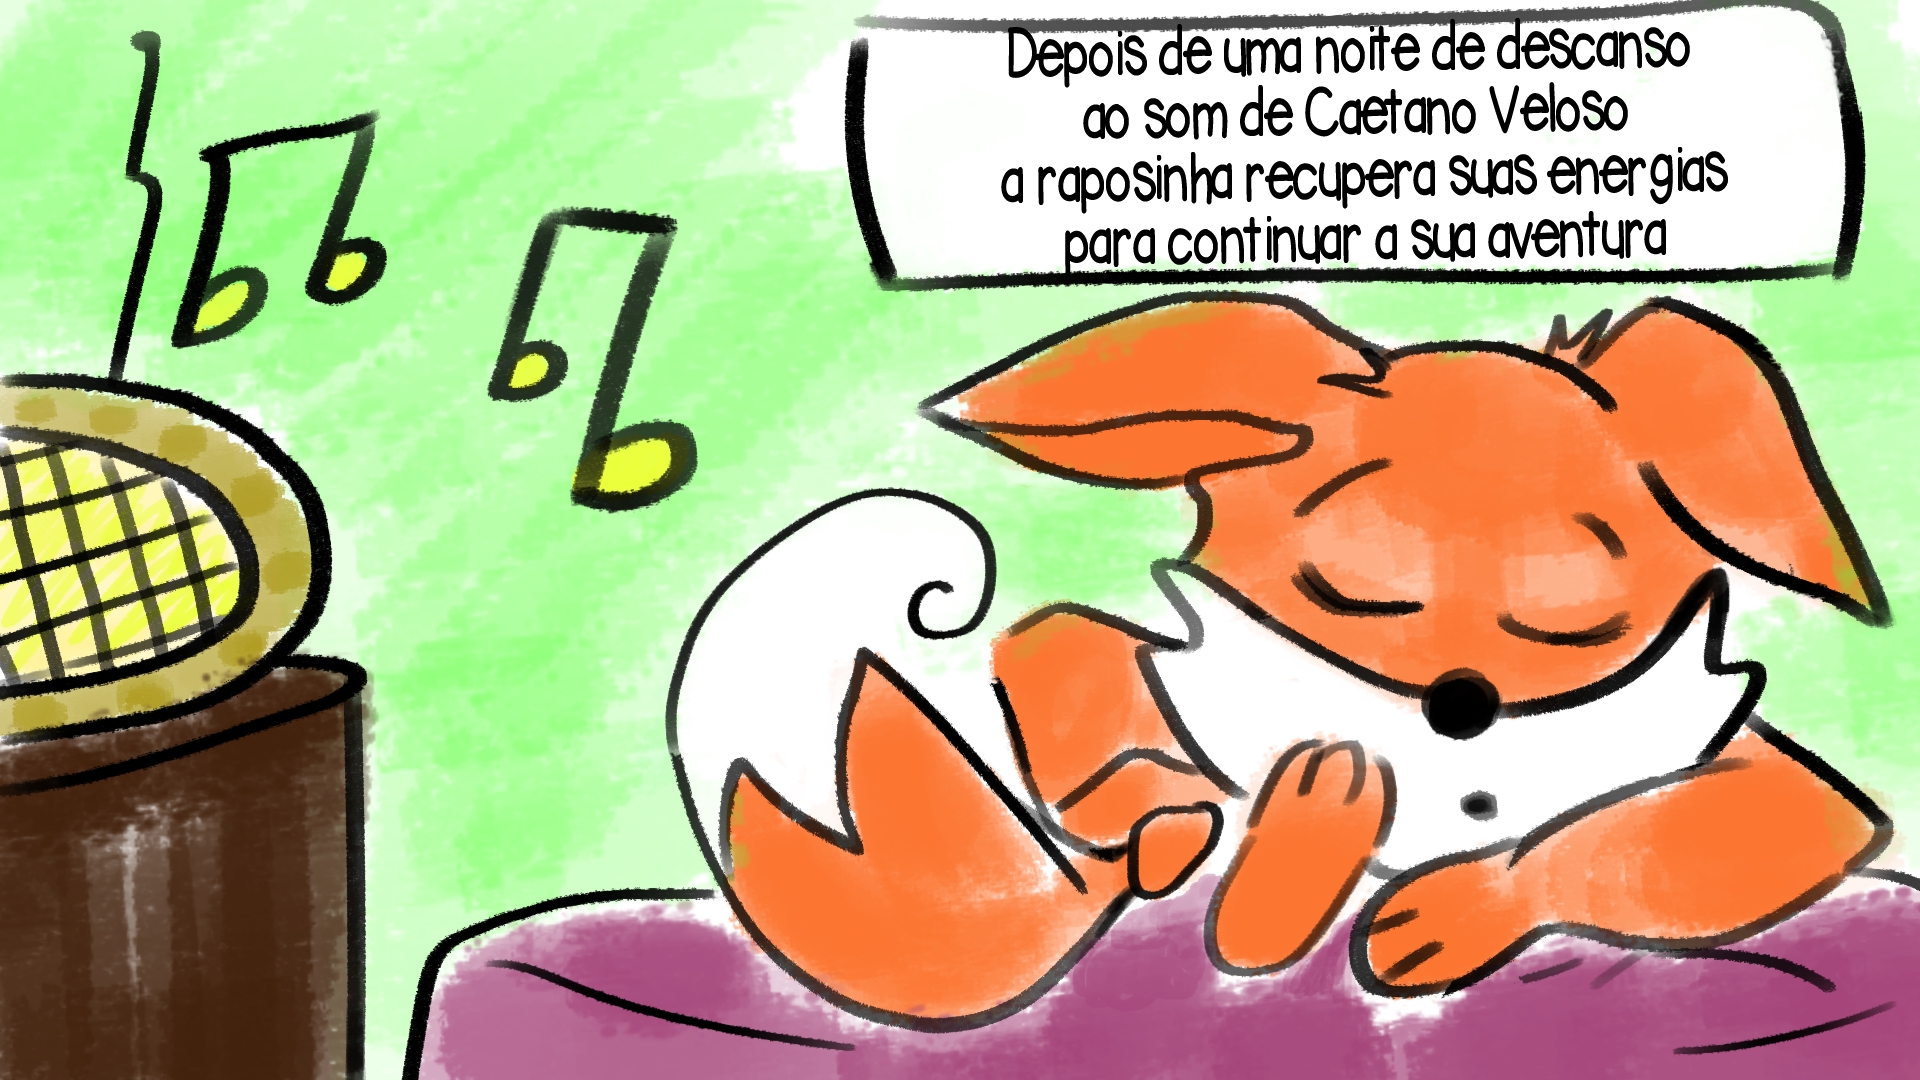 Depois de uma noite de descanso
ao som de Caetano Veloso
a raposinha recupera suas energias
para continuar a sua aventura